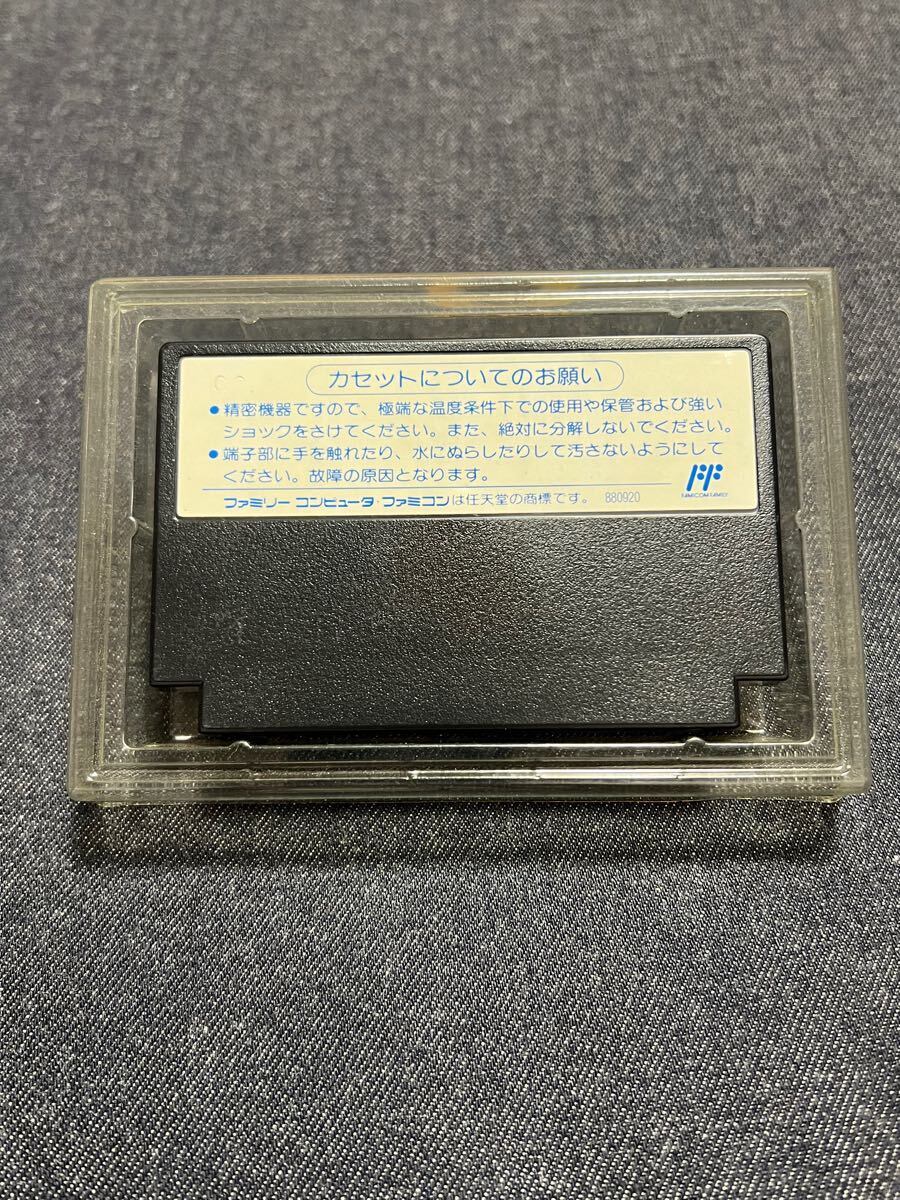 カセットについてのお願い
●精密機器ですので、極端な温度条件下での使用や保管および強い
ショックをさけてください。また、絶対に分解しないでください。
●端子部に手を触れたり、水にぬらしたりして汚さないようにして
ください。故障の原因となります。
FAMICOM FAMILY
ファミリー コンピュータ・ファミコンは任天堂の商標です。 880920